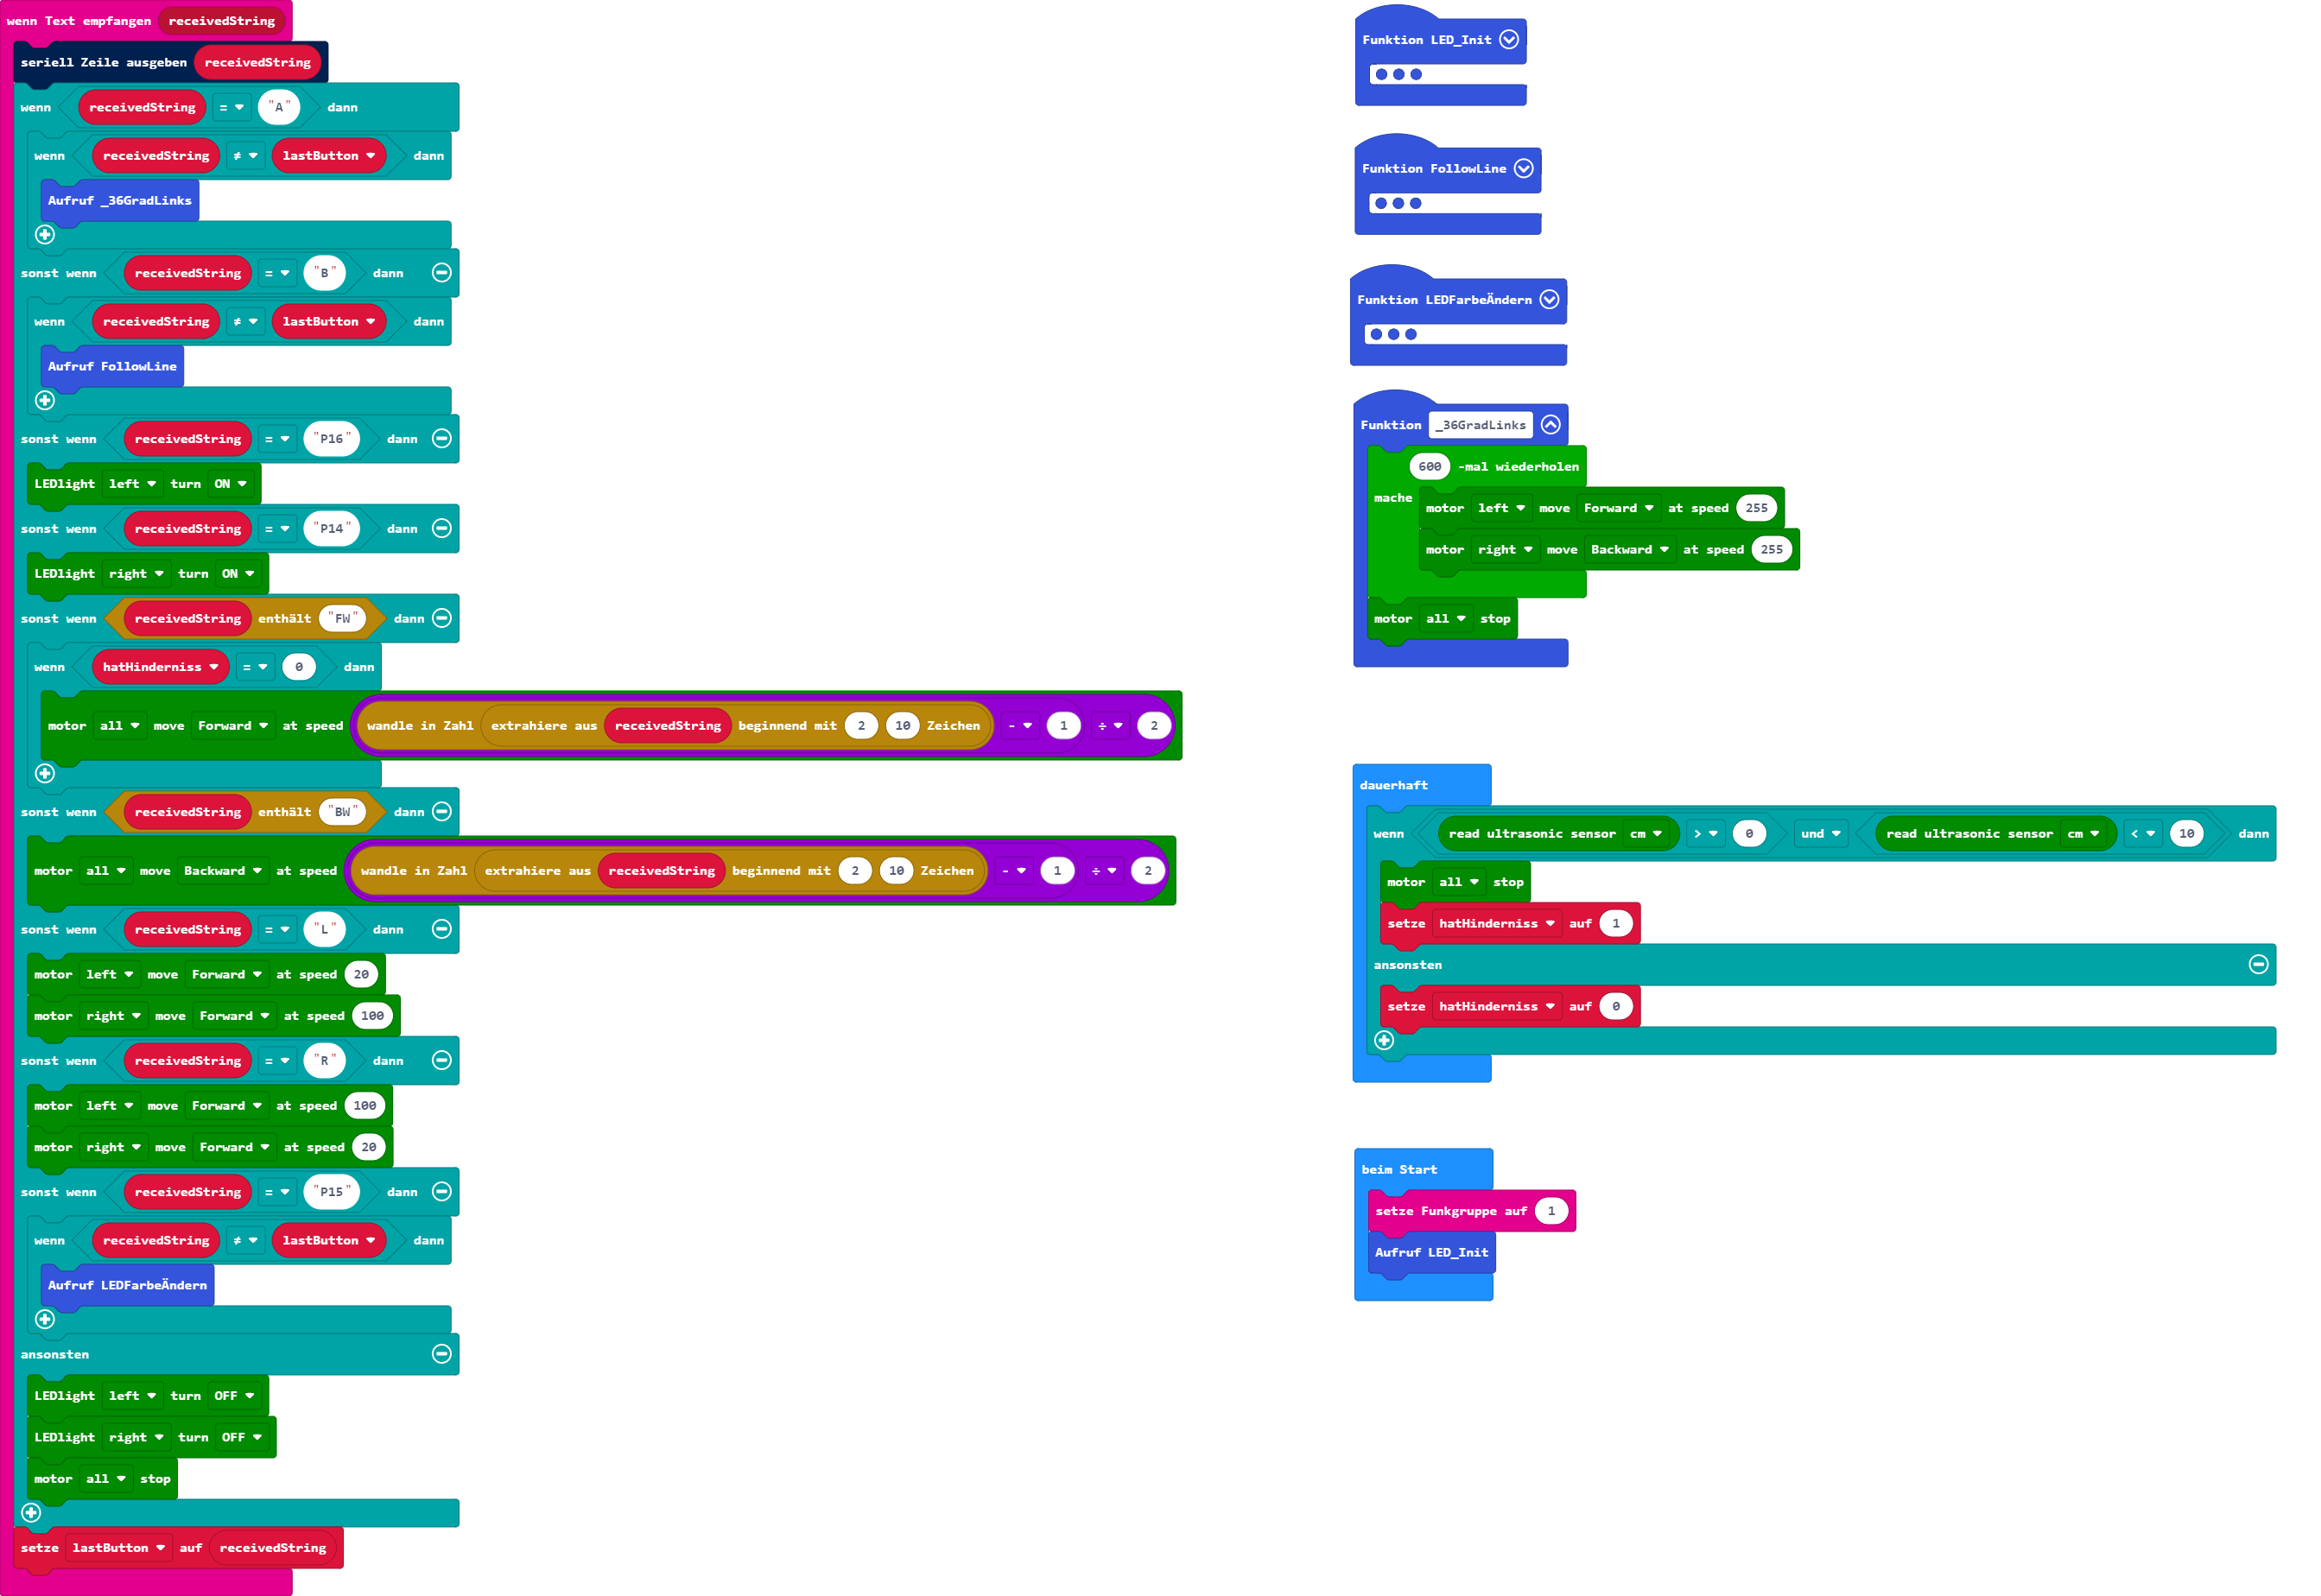 wenn Text empfangen receivedString
seriell Zeile ausgeben receivedString
wenn receivedString = "A" dann
wenn receivedString ≠ lastButton dann
Aufruf _36GradLinks
sonst wenn receivedString = "B" dann
wenn receivedString ≠ lastButton dann
Aufruf FollowLine
sonst wenn receivedString = "P16" dann
LEDlight left turn ON
sonst wenn receivedString = "P14" dann
LEDlight right turn ON
sonst wenn receivedString enthält "FW" dann
wenn hatHinderniss = 0 dann
motor all move Forward at speed wandle in Zahl extrahiere aus receivedString beginnend mit 2 10 Zeichen - 1 ÷ 2
sonst wenn receivedString enthält "BW" dann
motor all move Backward at speed wandle in Zahl extrahiere aus receivedString beginnend mit 2 10 Zeichen - 1 ÷ 2
sonst wenn receivedString = "L" dann
motor left move Forward at speed 20
motor right move Forward at speed 100
sonst wenn receivedString = "R" dann
motor left move Forward at speed 100
motor right move Forward at speed 20
sonst wenn receivedString = "P15" dann
wenn receivedString ≠ lastButton dann
Aufruf LEDFarbeÄndern
ansonsten
LEDlight left turn OFF
LEDlight right turn OFF
motor all stop
setze lastButton auf receivedString
Funktion LED_Init
Funktion FollowLine
Funktion LEDFarbeÄndern
Funktion _36GradLinks
600 -mal wiederholen
mache motor left move Forward at speed 255
motor right move Backward at speed 255
motor all stop
dauerhaft
wenn read ultrasonic sensor cm > 0 und read ultrasonic sensor cm < 10 dann
motor all stop
setze hatHinderniss auf 1
ansonsten
setze hatHinderniss auf 0
beim Start
setze Funkgruppe auf 1
Aufruf LED_Init